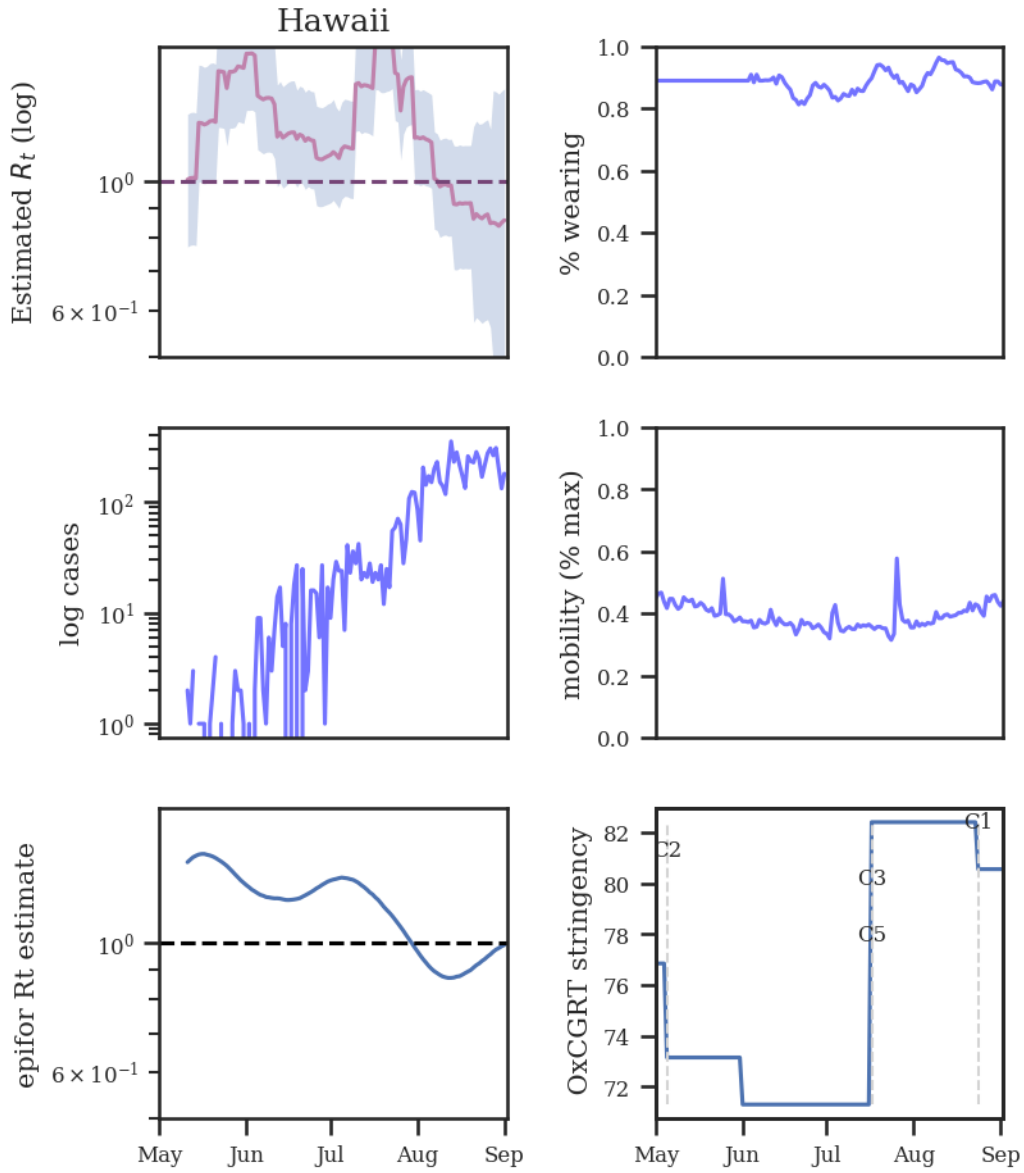 Hawaii
Estimated R_t (log)
10^0
6 × 10^-1
% wearing
1.0
0.8
0.6
0.4
0.2
0.0
log cases
10^2
10^1
10^0
mobility (% max)
1.0
0.8
0.6
0.4
0.2
0.0
epifor Rt estimate
10^0
6 × 10^-1
May Jun Jul Aug Sep
OxCGRT stringency
82
80
78
76
74
72
C2
C3
C5
C1
May Jun Jul Aug Sep